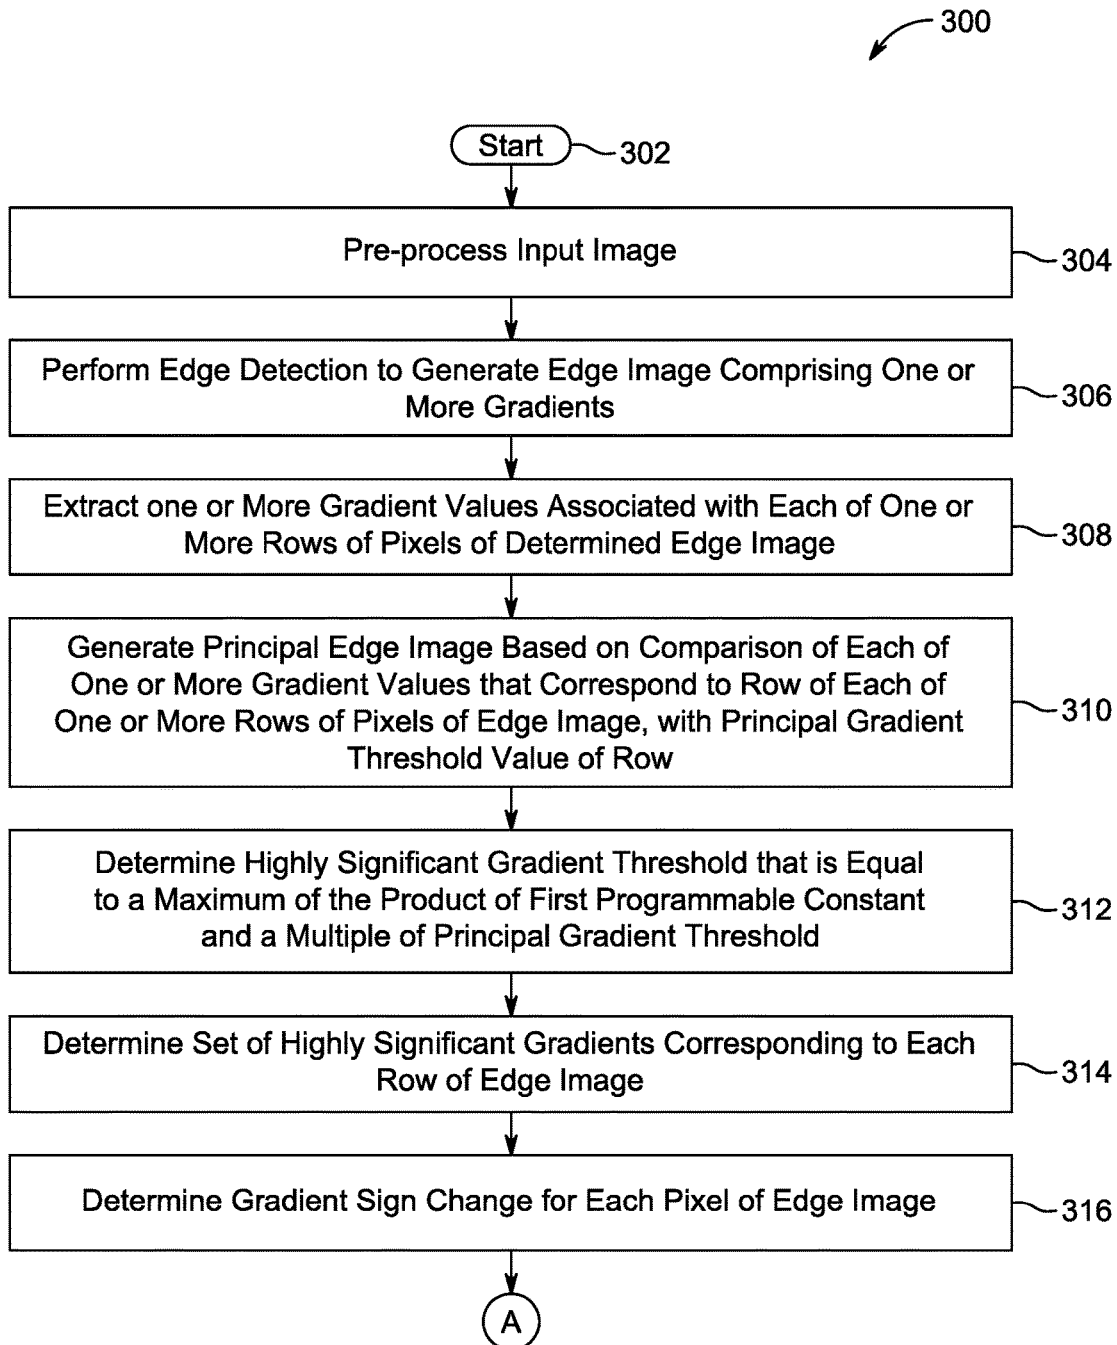 300
Start
302
Pre-process Input Image
304
Perform Edge Detection to Generate Edge Image Comprising One or
More Gradients
306
Extract one or More Gradient Values Associated with Each of One or
More Rows of Pixels of Determined Edge Image
308
Generate Principal Edge Image Based on Comparison of Each of
One or More Gradient Values that Correspond to Row of Each of
One or More Rows of Pixels of Edge Image, with Principal Gradient
Threshold Value of Row
310
Determine Highly Significant Gradient Threshold that is Equal
to a Maximum of the Product of First Programmable Constant
and a Multiple of Principal Gradient Threshold
312
Determine Set of Highly Significant Gradients Corresponding to Each
Row of Edge Image
314
Determine Gradient Sign Change for Each Pixel of Edge Image
316
A